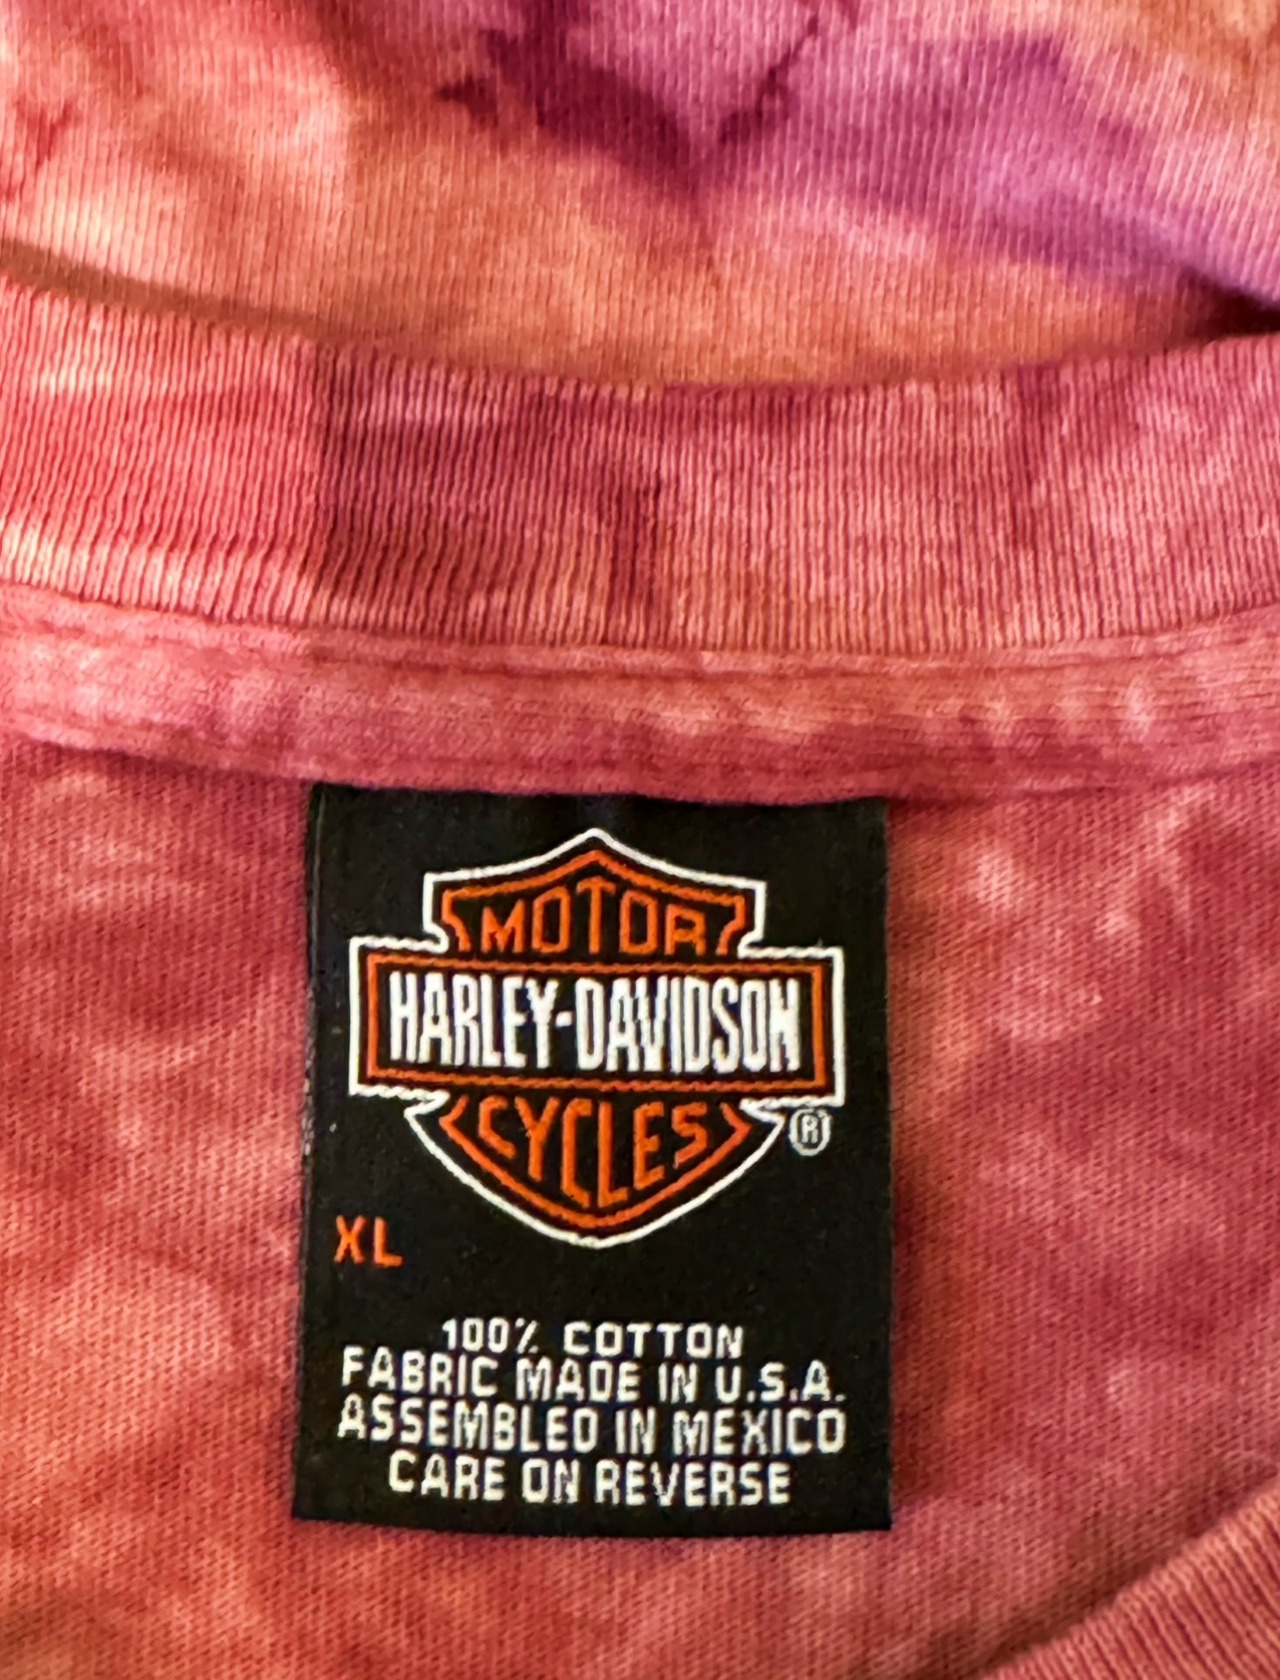 MOTOR
HARLEY-DAVIDSON
CYCLES
®
XL
100% COTTON
FABRIC MADE IN U.S.A.
ASSEMBLED IN MEXICO
CARE ON REVERSE